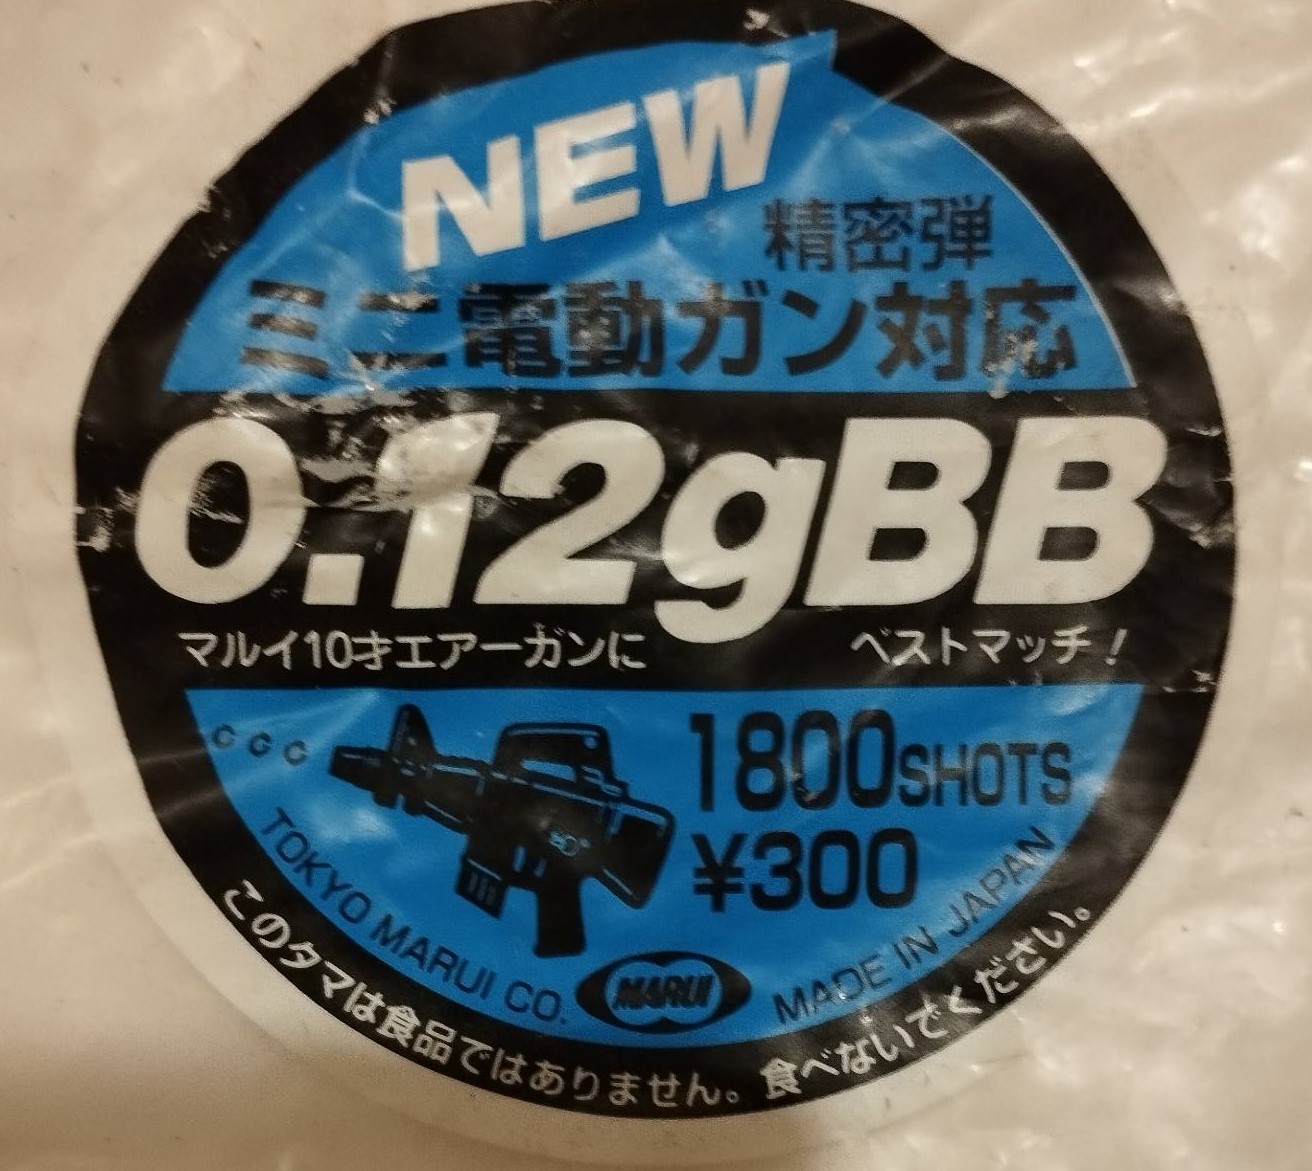 NEW
精密弾
ミニ電動ガン対応
0.12gBB
マルイ10才エアーガンに ベストマッチ!
1800SHOTS
¥300
TOKYO MARUI CO.
MARUI
MADE IN JAPAN
このタマは食品ではありません。食べないでください。